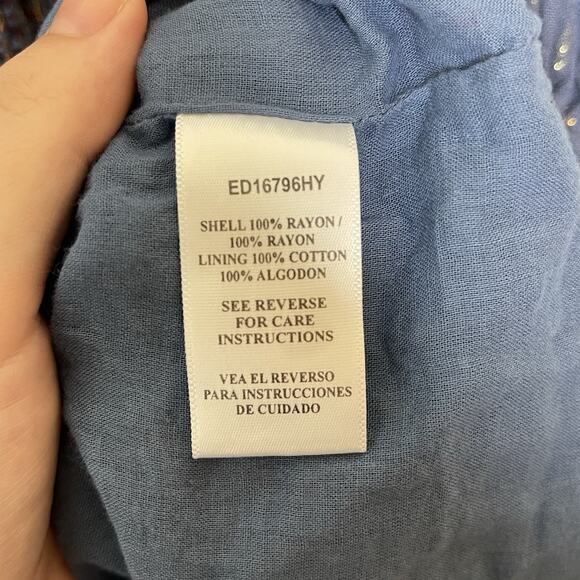 ED16796HY
SHELL 100% RAYON /
100% RAYON
LINING 100% COTTON
100% ALGODON
SEE REVERSE
FOR CARE
INSTRUCTIONS
VEA EL REVERSO
PARA INSTRUCCIONES
DE CUIDADO